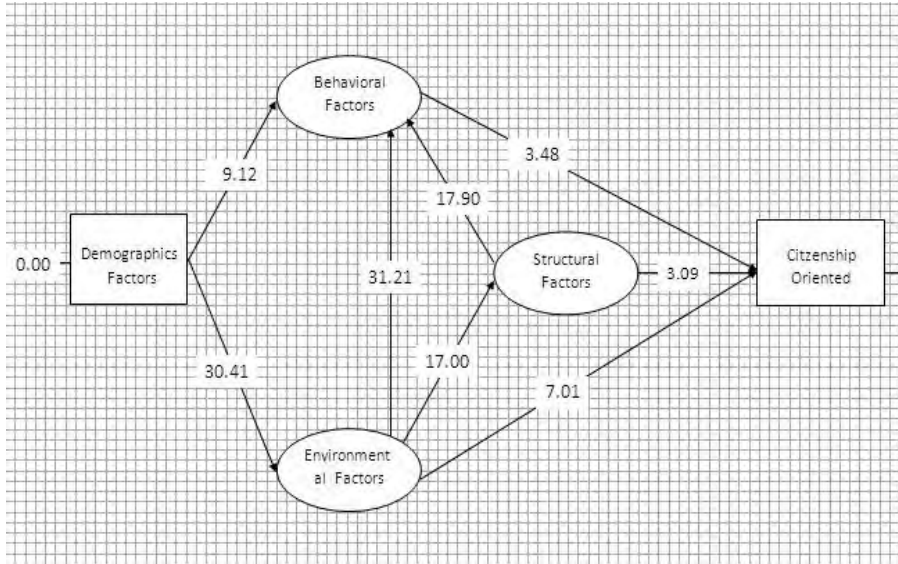 Behavioral
Factors
3.48
9.12
17.90
Demographics
Factors
0.00
31.21
Structural
Factors
3.09
Citzenship
Oriented
30.41
17.00
7.01
Environment
al Factors